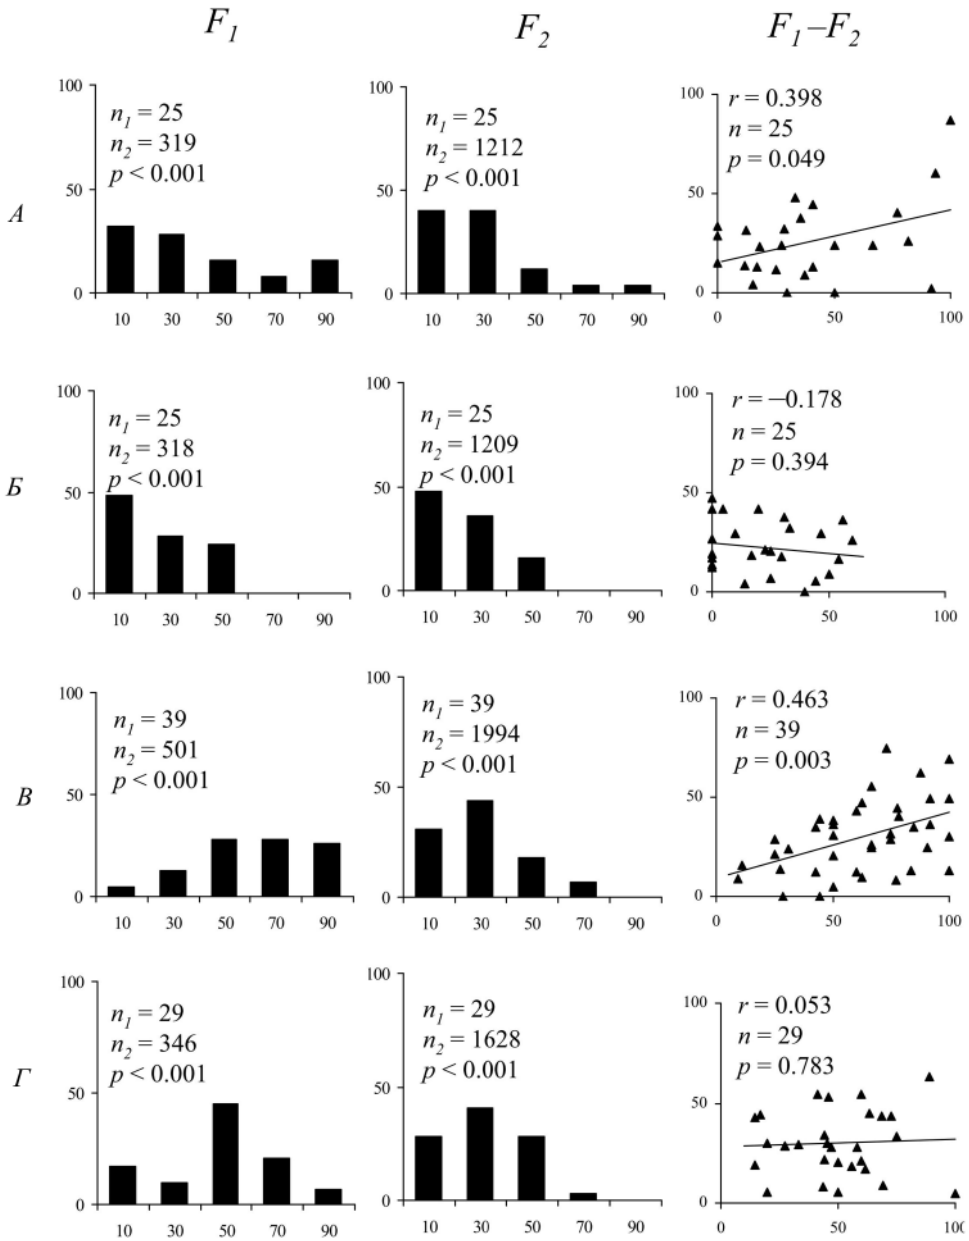 F₁ F₂ F₁–F₂
А
100
50
0
10 30 50 70 90
n₁ = 25
n₂ = 319
p < 0.001
100
50
0
10 30 50 70 90
n₁ = 25
n₂ = 1212
p < 0.001
100
50
0
0 50 100
r = 0.398
n = 25
p = 0.049
Б
100
50
0
10 30 50 70 90
n₁ = 25
n₂ = 318
p < 0.001
100
50
0
10 30 50 70 90
n₁ = 25
n₂ = 1209
p < 0.001
100
50
0
0 50 100
r = –0.178
n = 25
p = 0.394
В
100
50
0
10 30 50 70 90
n₁ = 39
n₂ = 501
p < 0.001
100
50
0
10 30 50 70 90
n₁ = 39
n₂ = 1994
p < 0.001
100
50
0
0 50 100
r = 0.463
n = 39
p = 0.003
Г
100
50
0
10 30 50 70 90
n₁ = 29
n₂ = 346
p < 0.001
100
50
0
10 30 50 70 90
n₁ = 29
n₂ = 1628
p < 0.001
100
50
0
0 50 100
r = 0.053
n = 29
p = 0.783